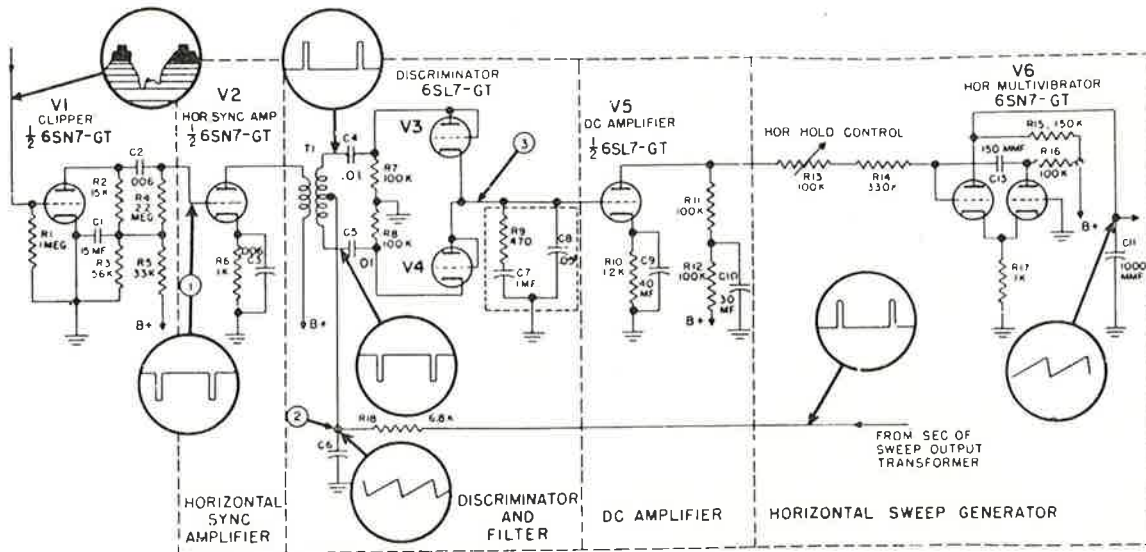 V1
CLIPPER
½ 6SN7-GT
V2
HOR SYNC AMP
½ 6SN7-GT
DISCRIMINATOR
6SL7-GT
V3
V4
V5
DC AMPLIFIER
½ 6SL7-GT
V6
HOR MULTIVIBRATOR
6SN7-GT
R1
1 MEG
R2
15K
C1
15 MF
R3
56K
C2
006
R4
2.2
MEG
R5
33K
B+
1
R6
1K
.006
C3
T1
B+
C4
.01
R7
100K
R8
100K
C5
.01
3
R9
470
C7
1MF
C8
R10
1.2K
C9
40
MF
R11
100K
R12
100K
C10
30
MF
B+
HOR HOLD CONTROL
R13
100K
R14
330K
150 MMF
C13
R15, 150K
R16
100K
B+
R17
1K
C11
1000
MMF
2
R18
6.8K
C6
FROM SEC OF
SWEEP OUTPUT
TRANSFORMER
HORIZONTAL
SYNC
AMPLIFIER
DISCRIMINATOR
AND
FILTER
DC AMPLIFIER
HORIZONTAL SWEEP GENERATOR